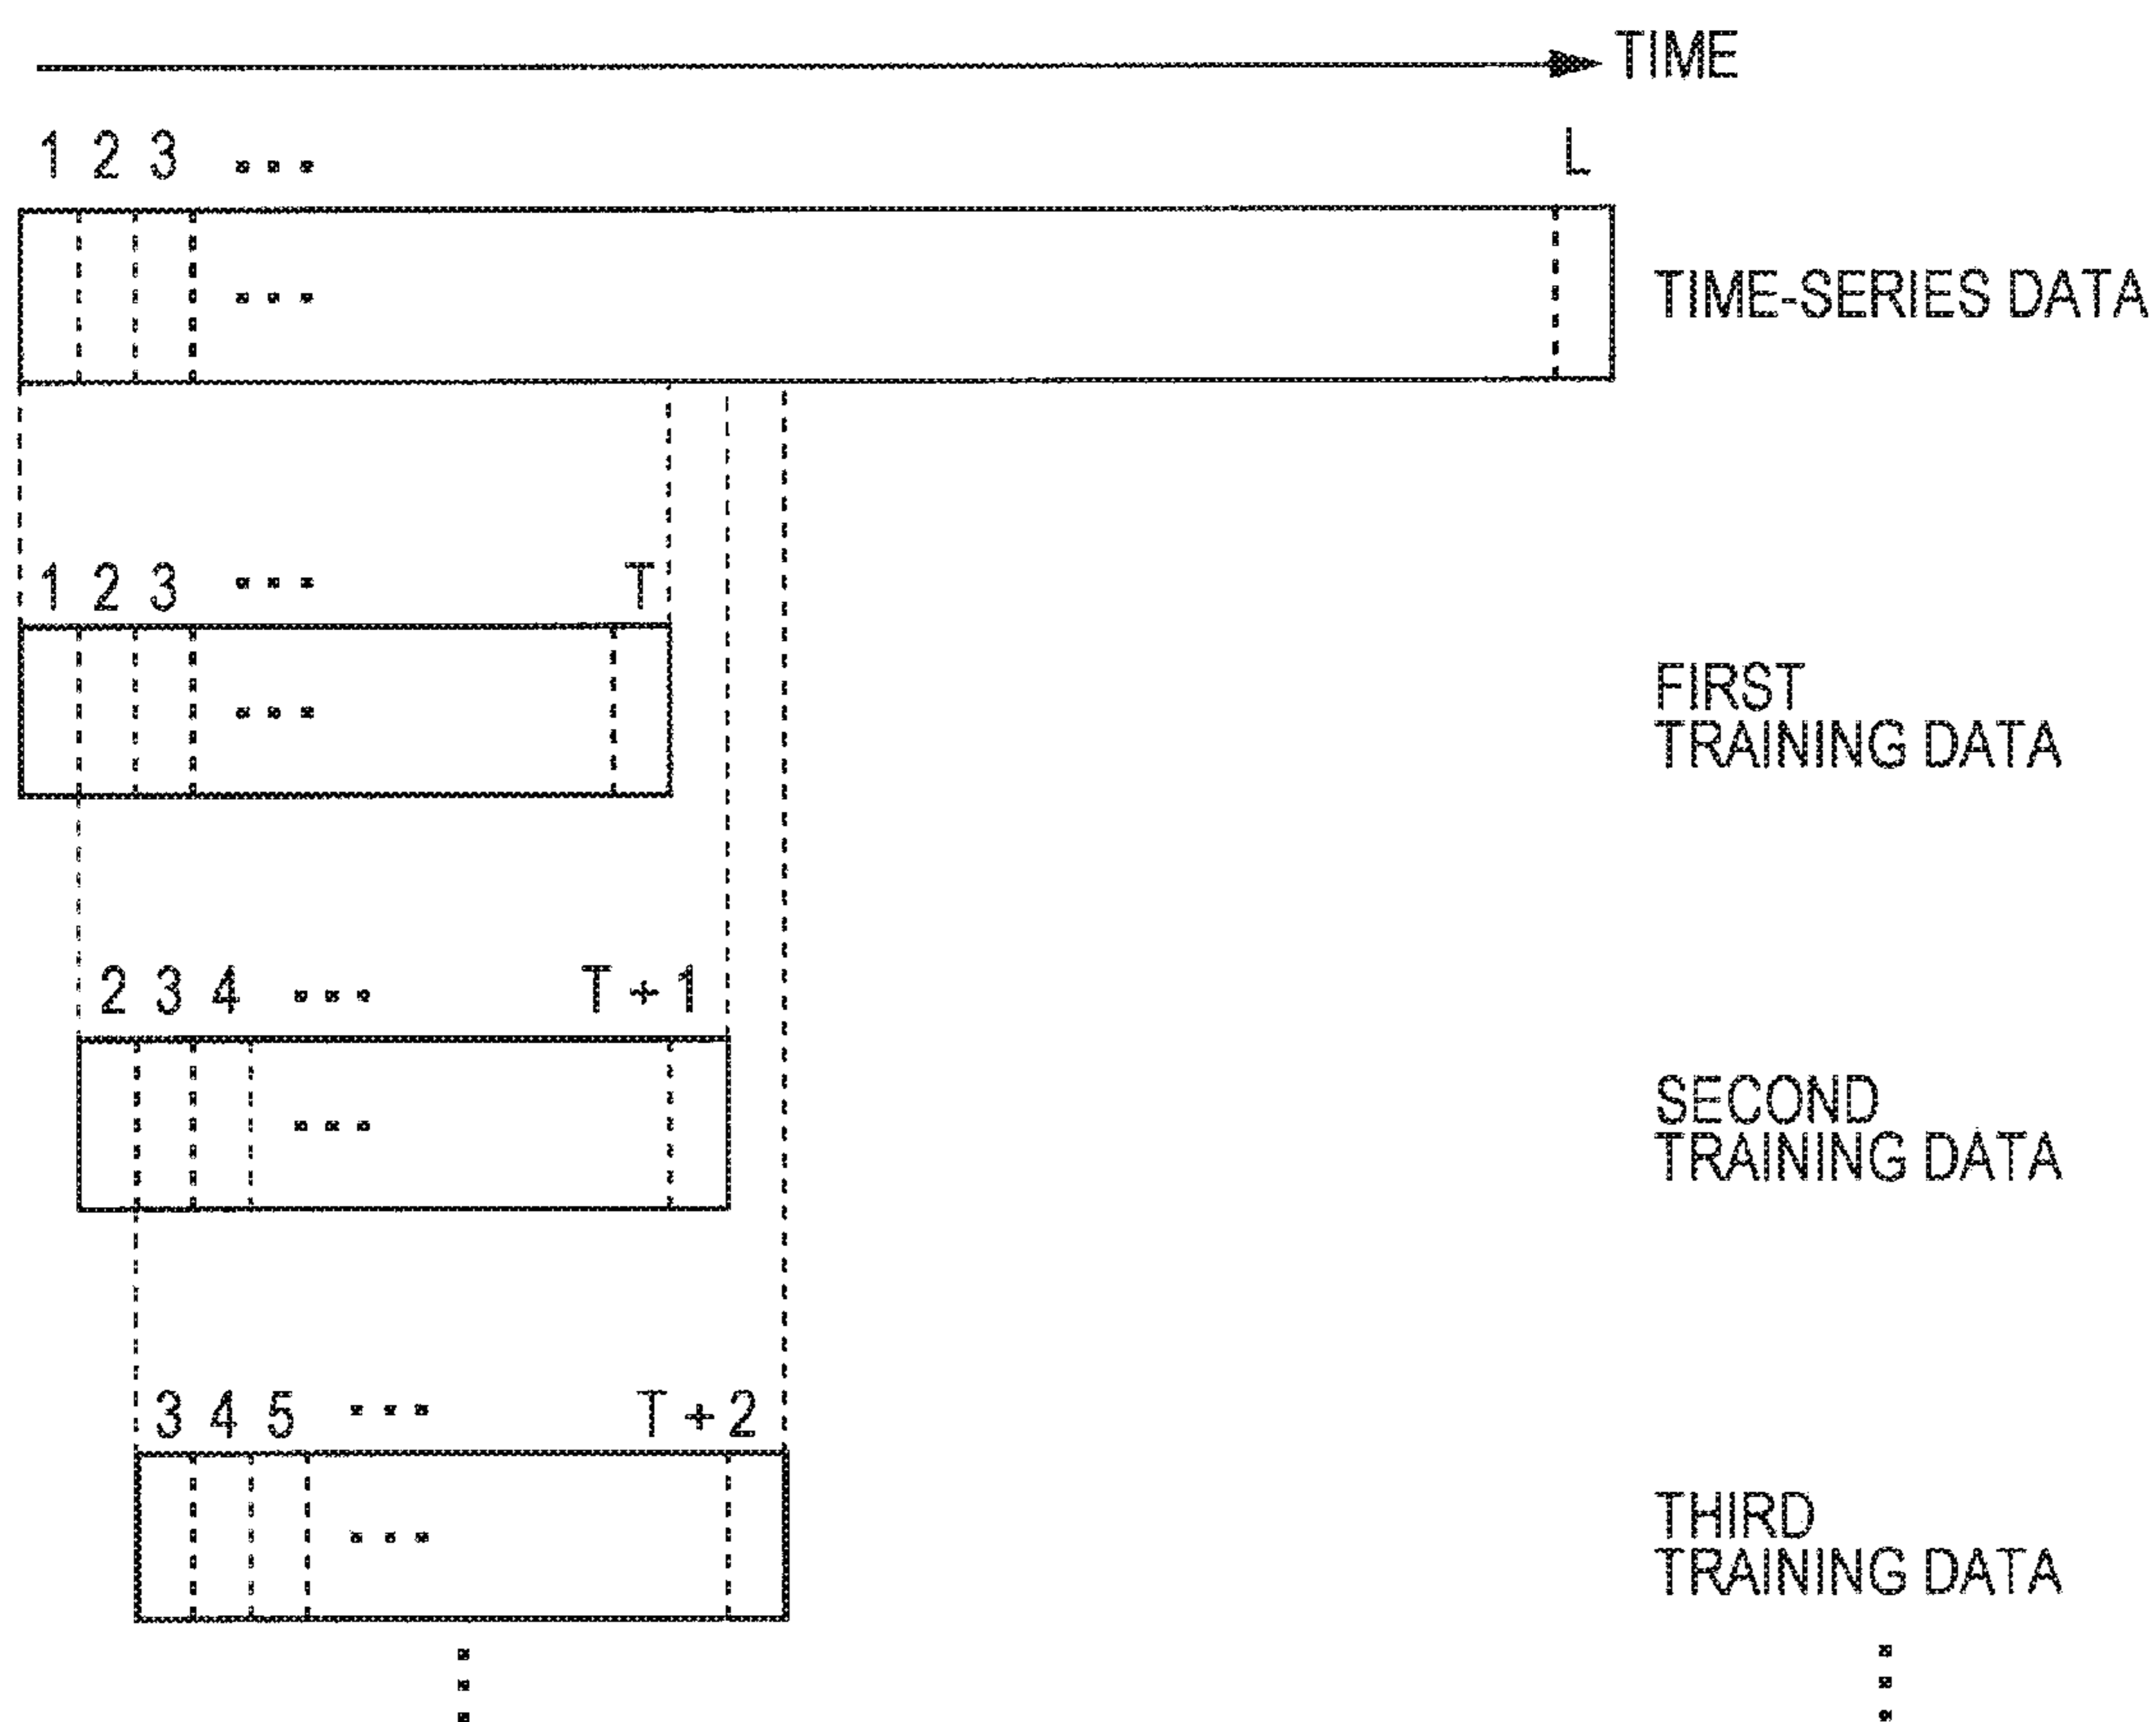 TIME
1 2 3 ... L
... TIME-SERIES DATA
1 2 3 ... T
... FIRST
TRAINING DATA
2 3 4 ... T + 1
... SECOND
TRAINING DATA
3 4 5 ... T + 2
... THIRD
TRAINING DATA